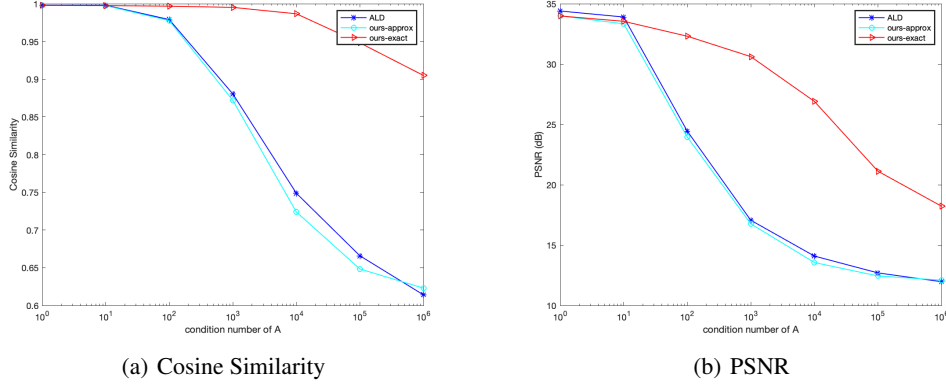 1
0.95
0.9
0.85
0.8
0.75
0.7
0.65
0.6
Cosine Similarity
10^0
10^1
10^2
10^3
10^4
10^5
10^6
condition number of A
ALD
ours-approx
ours-exact
(a) Cosine Similarity
35
30
25
20
15
10
PSNR (dB)
10^0
10^1
10^2
10^3
10^4
10^5
10^6
condition number of A
ALD
ours-approx
ours-exact
(b) PSNR